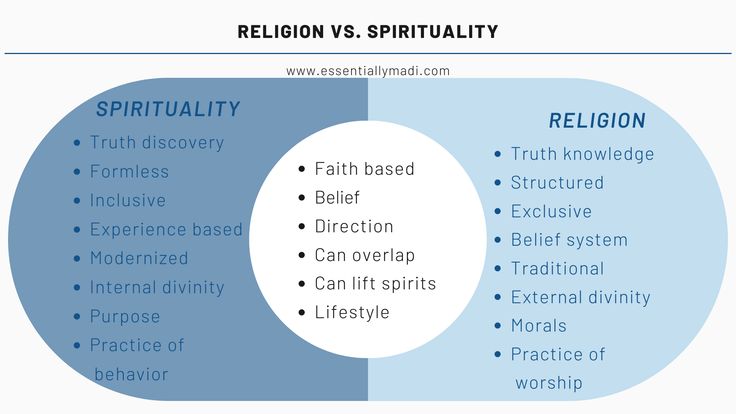 RELIGION VS. SPIRITUALITY
www.essentiallymadi.com
SPIRITUALITY
• Truth discovery
• Formless
• Inclusive
• Experience based
• Modernized
• Internal divinity
• Purpose
• Practice of
behavior
• Faith based
• Belief
• Direction
• Can overlap
• Can lift spirits
• Lifestyle
RELIGION
• Truth knowledge
• Structured
• Exclusive
• Belief system
• Traditional
• External divinity
• Morals
• Practice of
worship